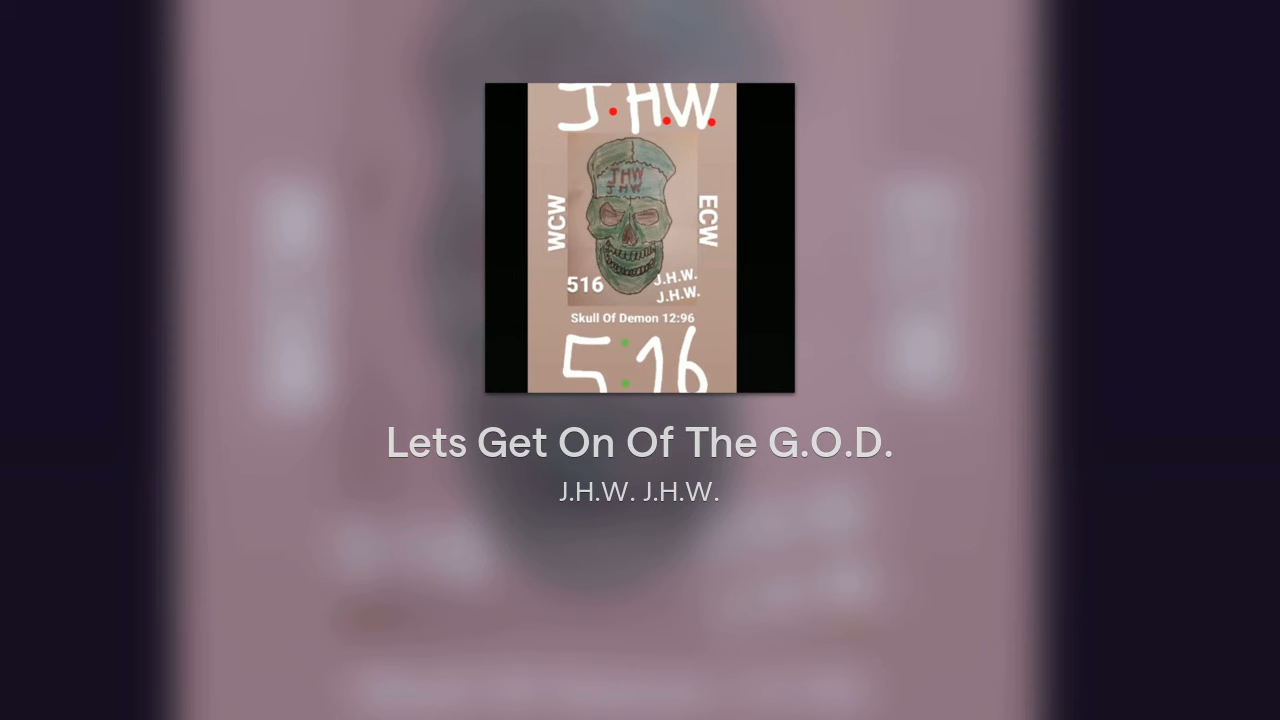 J.H.W.
JHW
JHW
WCW
ECW
516
J.H.W.
J.H.W.
Skull Of Demon 12:96
5:16
Lets Get On Of The G.O.D.
J.H.W. J.H.W.